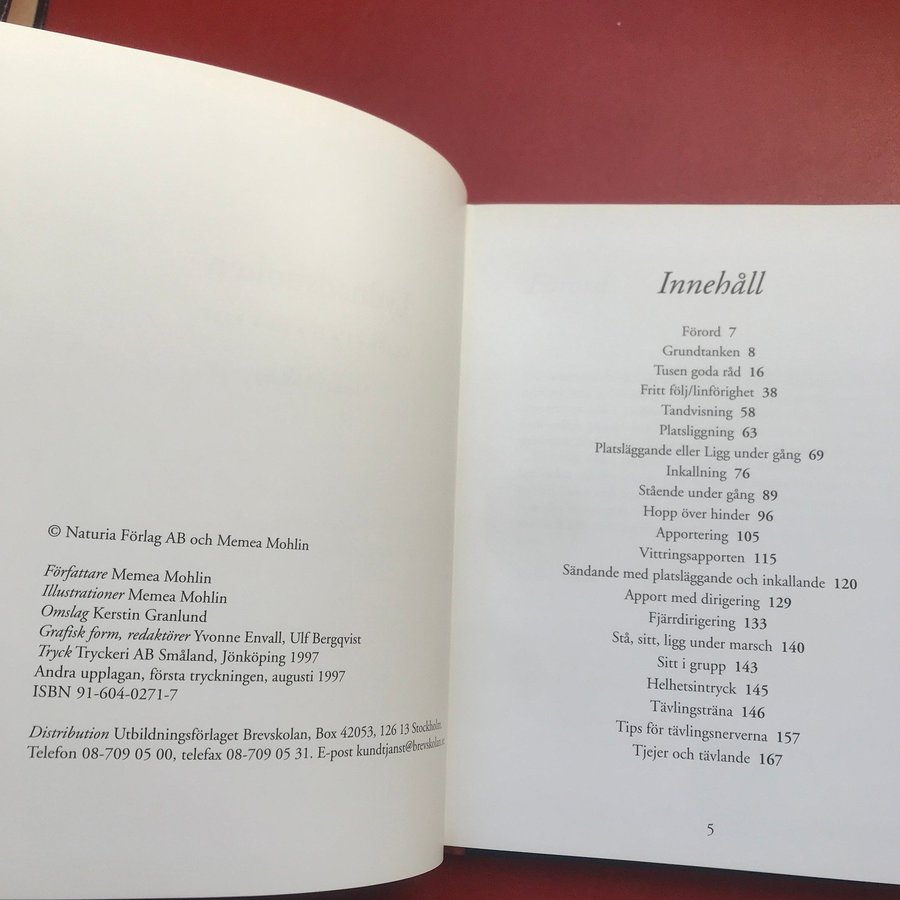 © Naturia Förlag AB och Memea Mohlin
Författare Memea Mohlin
Illustrationer Memea Mohlin
Omslag Kerstin Granlund
Grafisk form, redaktörer Yvonne Envall, Ulf Bergqvist
Tryck Tryckeri AB Småland, Jönköping 1997
Andra upplagan, första tryckningen, augusti 1997
ISBN 91-604-0271-7
Distribution Utbildningsförlaget Brevskolan, Box 42053, 126 13 Stockholm.
Telefon 08-709 05 00, telefax 08-709 05 31. E-post kundtjanst@brevskolan.se
Innehåll
Förord 7
Grundtanken 8
Tusen goda råd 16
Fritt följ/linförighet 38
Tandvisning 58
Platsliggning 63
Platsläggande eller Ligg under gång 69
Inkallning 76
Stående under gång 89
Hopp över hinder 96
Apportering 105
Vittringsapporten 115
Sändande med platsläggande och inkallande 120
Apport med dirigering 129
Fjärrdirigering 133
Stå, sitt, ligg under marsch 140
Sitt i grupp 143
Helhetsintryck 145
Tävlingsträna 146
Tips för tävlingsnerverna 157
Tjejer och tävlande 167
5